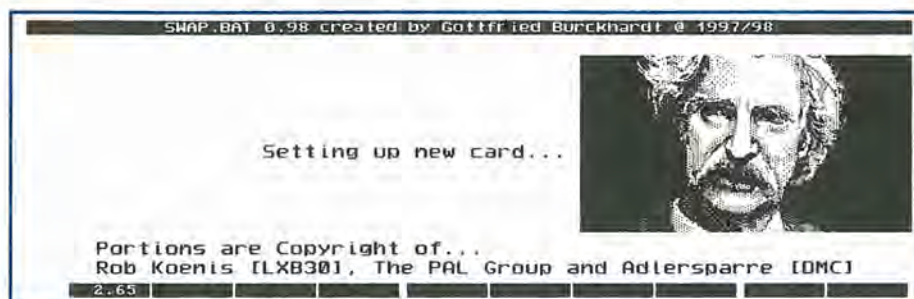 SWAP.BAT 0.98 created by Gottfried Burckhardt @ 1997/98
Setting up new card...
Portions are Copyright of...
Rob Koenis [LXB30], The PAL Group and Adlersparre [DMC]
2.65